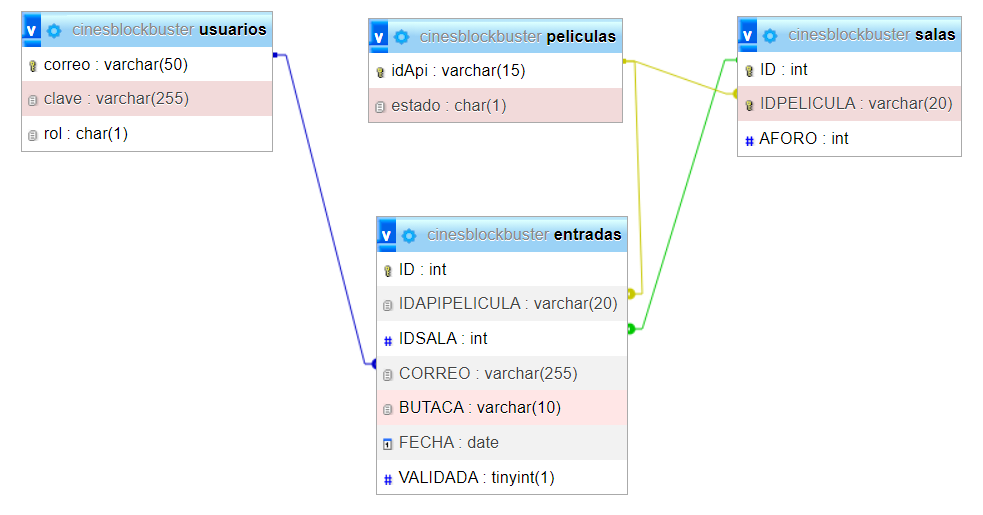 cinesblockbuster usuarios
correo : varchar(50)
clave : varchar(255)
rol : char(1)
cinesblockbuster peliculas
idApi : varchar(15)
estado : char(1)
cinesblockbuster salas
ID : int
IDPELICULA : varchar(20)
# AFORO : int
cinesblockbuster entradas
ID : int
IDAPIPELICULA : varchar(20)
# IDSALA : int
CORREO : varchar(255)
BUTACA : varchar(10)
FECHA : date
# VALIDADA : tinyint(1)